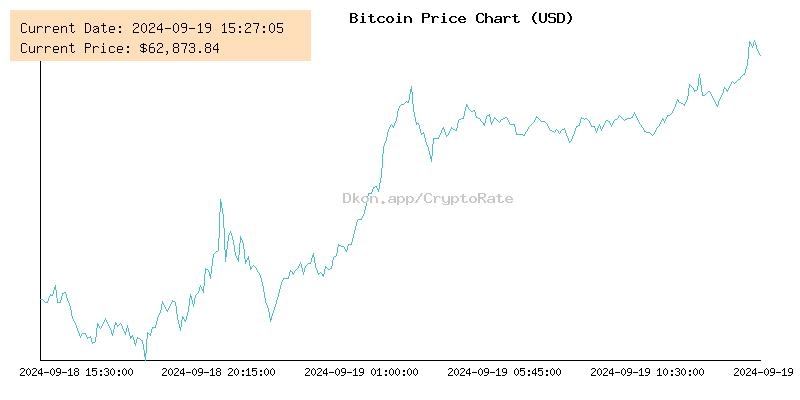 Bitcoin Price Chart (USD)
Current Date: 2024-09-19 15:27:05
Current Price: $62,873.84
Dkon.app/CryptoRate
2024-09-18 15:30:00 2024-09-18 20:15:00 2024-09-19 01:00:00 2024-09-19 05:45:00 2024-09-19 10:30:00 2024-09-19